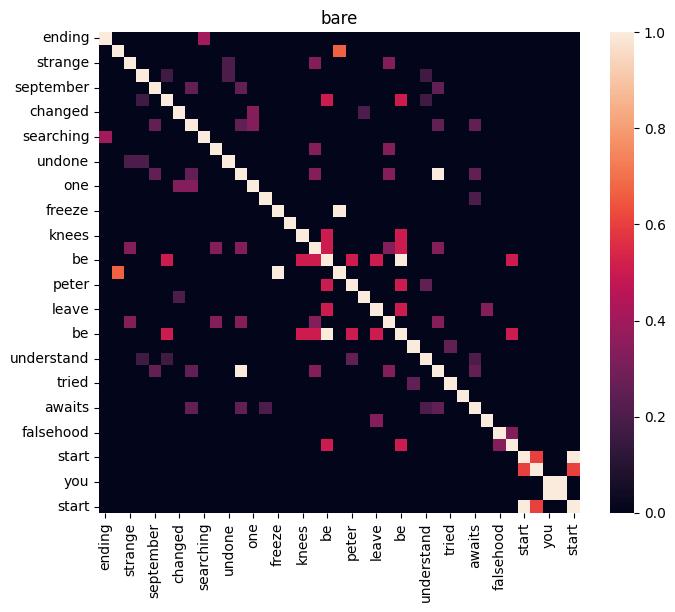 bare
ending
strange
september
changed
searching
undone
one
freeze
knees
be
peter
leave
be
understand
tried
awaits
falsehood
start
you
start
1.0
0.8
0.6
0.4
0.2
0.0
ending
strange
september
changed
searching
undone
one
freeze
knees
be
peter
leave
be
understand
tried
awaits
falsehood
start
you
start